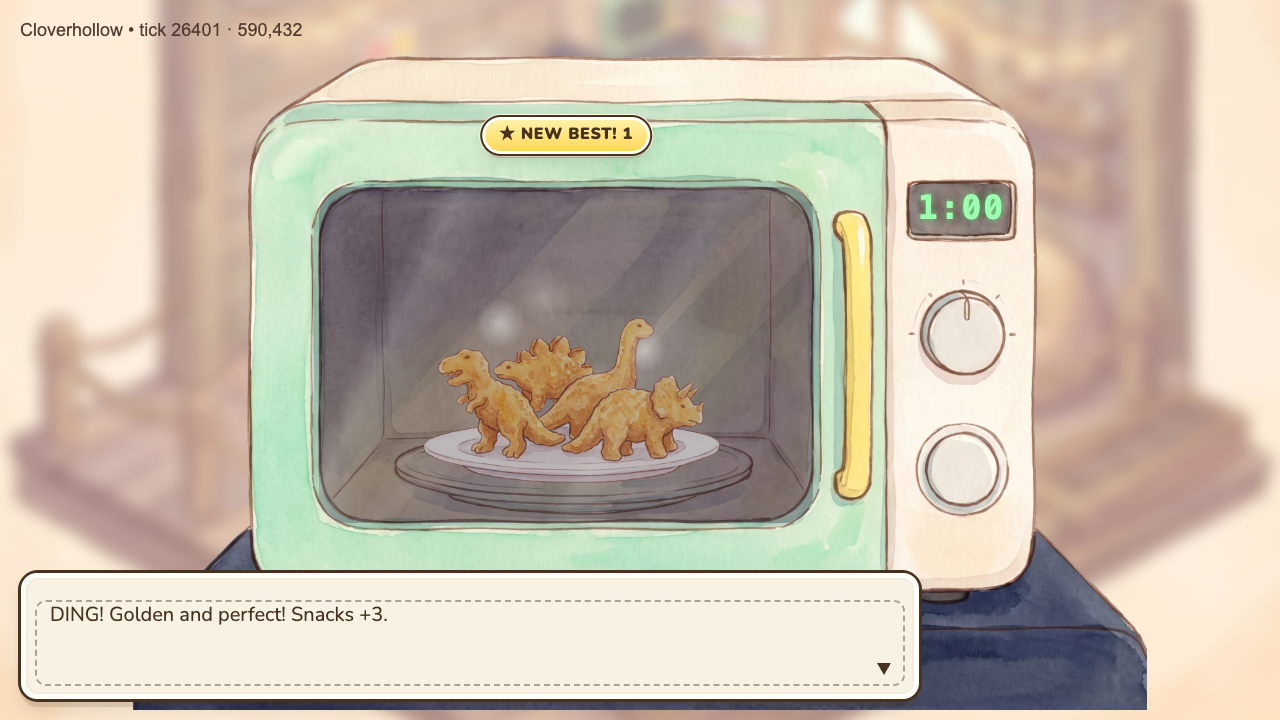 Cloverhollow • tick 26401 · 590,432
★ NEW BEST! 1
1:00
DING! Golden and perfect! Snacks +3.